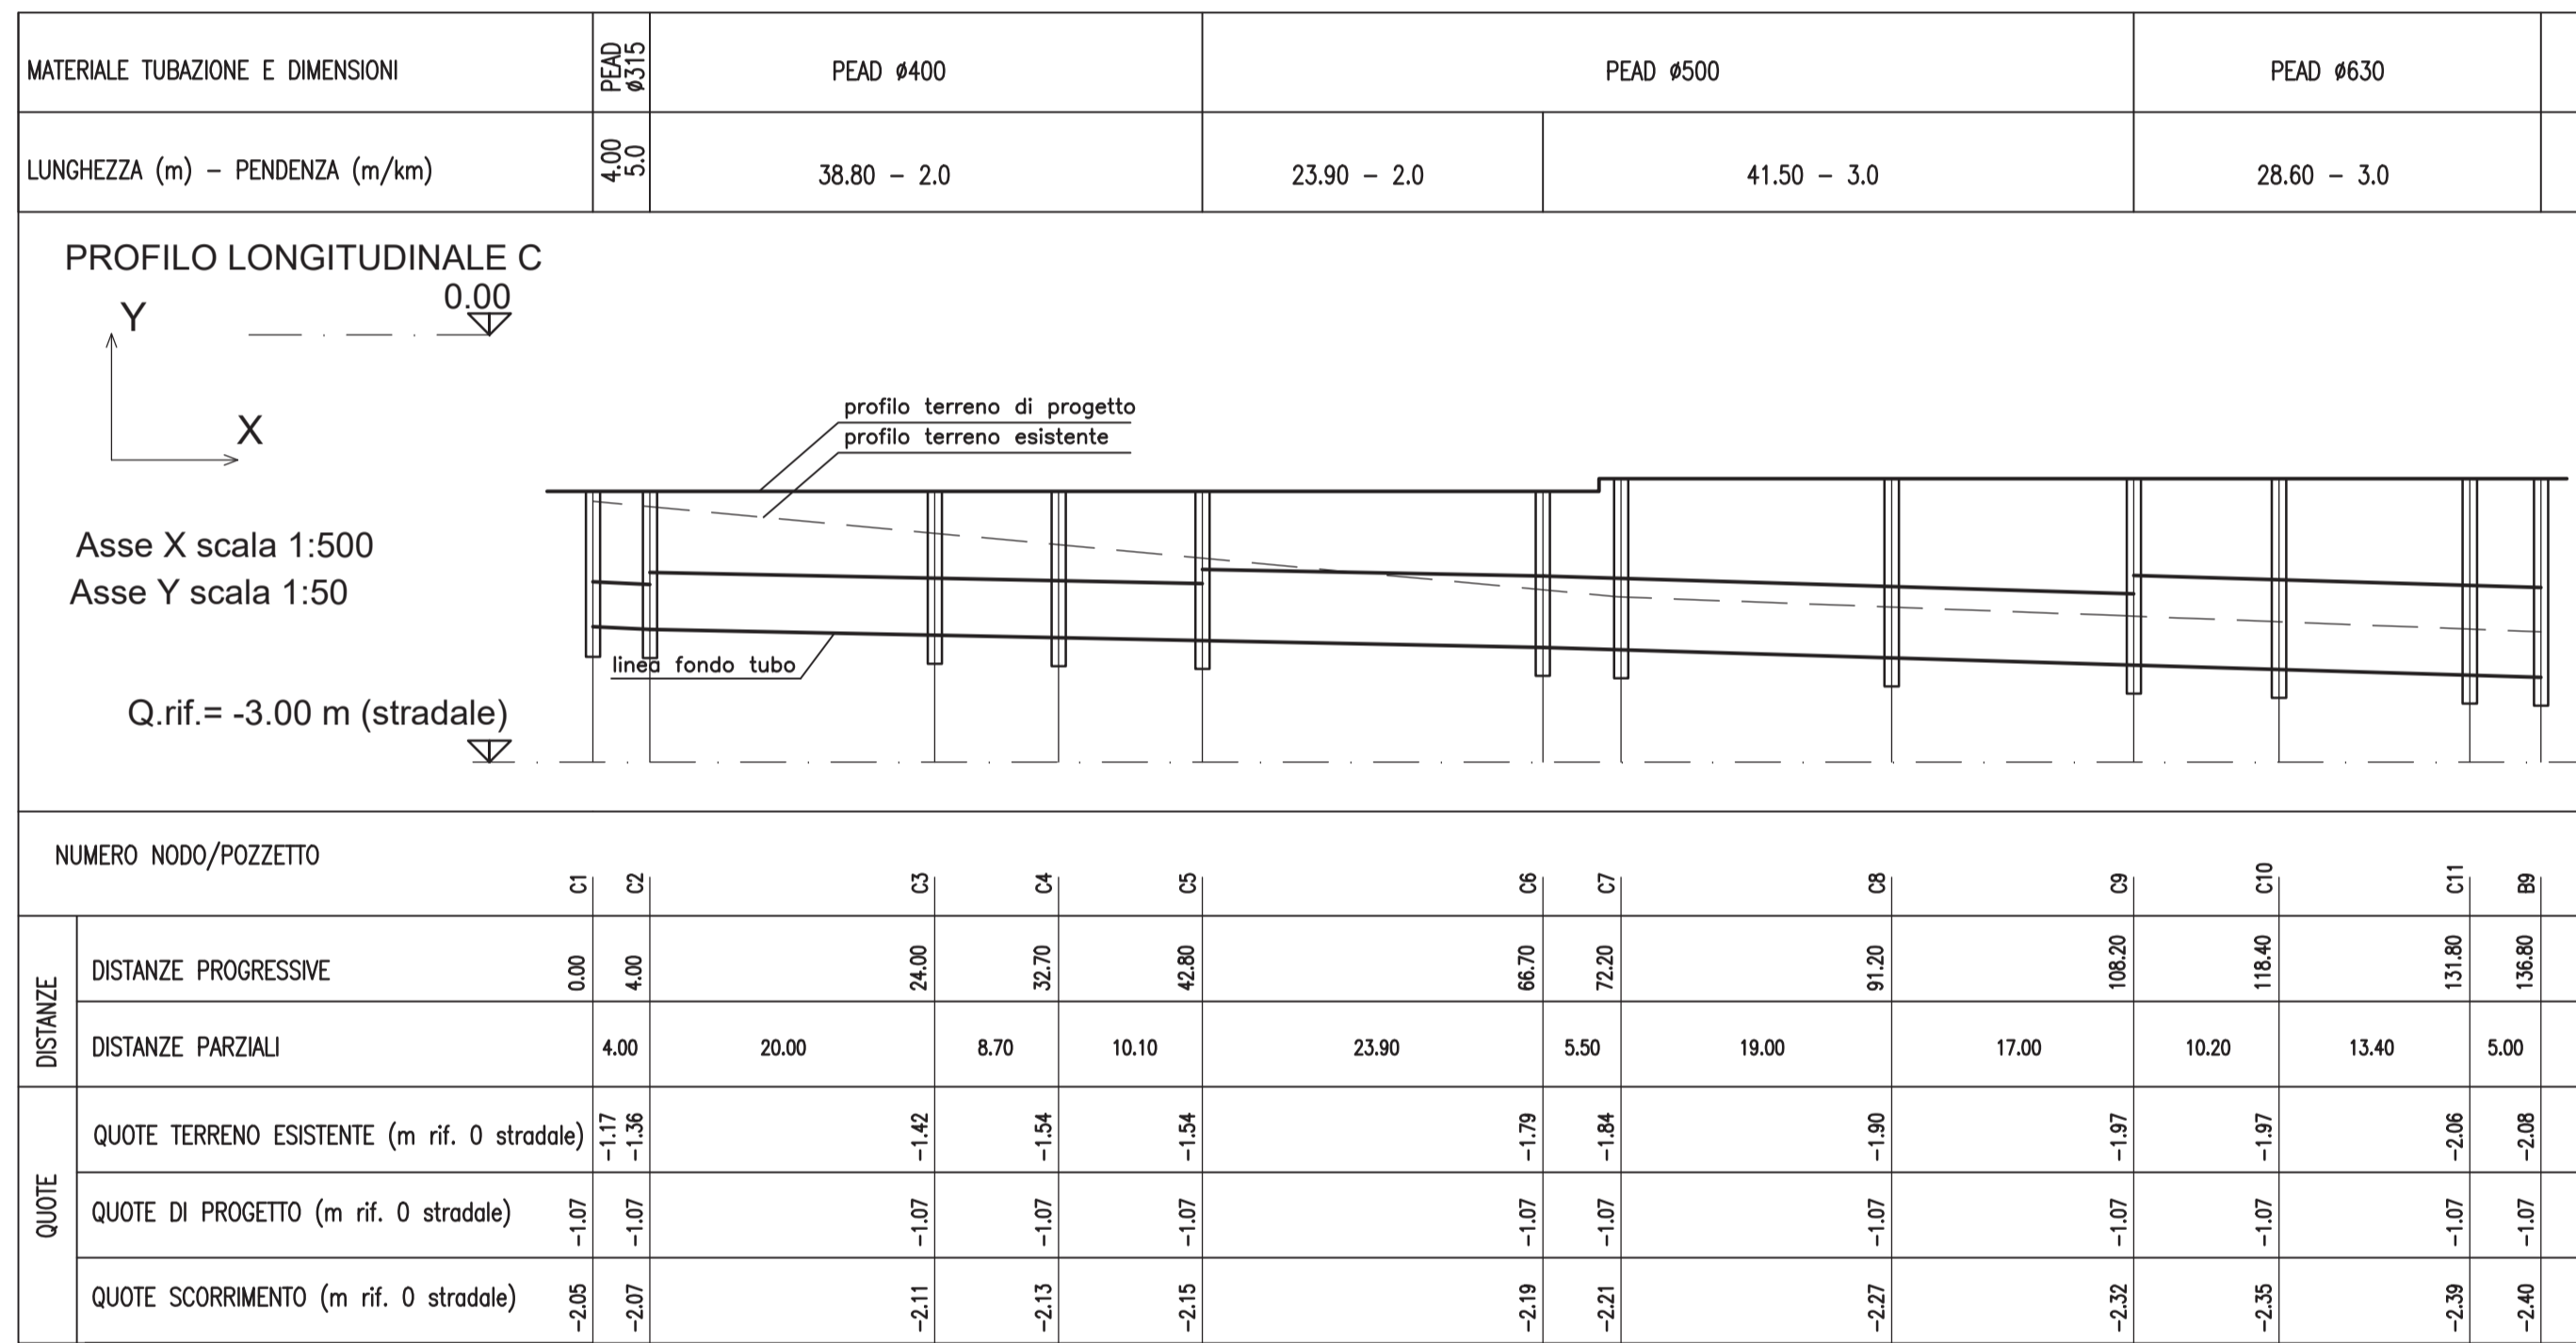 MATERIALE TUBAZIONE E DIMENSIONI
PEAD
ø315
PEAD ø400
PEAD ø500
PEAD ø630
LUNGHEZZA (m) – PENDENZA (m/km)
4.00
5.0
38.80 – 2.0
23.90 – 2.0
41.50 – 3.0
28.60 – 3.0
PROFILO LONGITUDINALE C
0.00
Y
X
profilo terreno di progetto
profilo terreno esistente
Asse X scala 1:500
Asse Y scala 1:50
linea fondo tubo
Q.rif.= -3.00 m (stradale)
NUMERO NODO/POZZETTO
C1
C2
C3
C4
C5
C6
C7
C8
C9
C10
C11
B9
DISTANZE
DISTANZE PROGRESSIVE
0.00
4.00
24.00
32.70
42.80
66.70
72.20
91.20
108.20
118.40
131.80
136.80
DISTANZE PARZIALI
4.00
20.00
8.70
10.10
23.90
5.50
19.00
17.00
10.20
13.40
5.00
QUOTE
QUOTE TERRENO ESISTENTE (m rif. 0 stradale)
-1.17
-1.36
-1.42
-1.54
-1.54
-1.79
-1.84
-1.90
-1.97
-1.97
-2.06
-2.08
QUOTE DI PROGETTO (m rif. 0 stradale)
-1.07
-1.07
-1.07
-1.07
-1.07
-1.07
-1.07
-1.07
-1.07
-1.07
-1.07
-1.07
QUOTE SCORRIMENTO (m rif. 0 stradale)
-2.05
-2.07
-2.11
-2.13
-2.15
-2.19
-2.21
-2.27
-2.32
-2.35
-2.39
-2.40